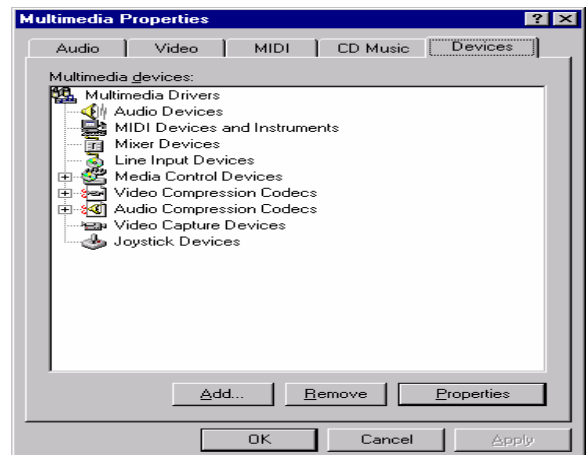 Multimedia Properties
Audio Video MIDI CD Music Devices
Multimedia devices:
Multimedia Drivers
Audio Devices
MIDI Devices and Instruments
Mixer Devices
Line Input Devices
Media Control Devices
Video Compression Codecs
Audio Compression Codecs
Video Capture Devices
Joystick Devices
Add... Remove Properties
OK Cancel Apply